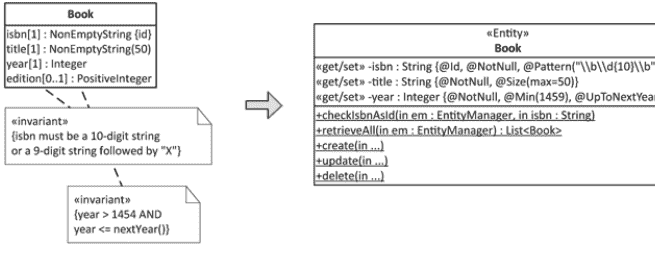 Book
isbn[1] : NonEmptyString {id}
title[1] : NonEmptyString(50)
year[1] : Integer
edition[0..1] : PositiveInteger
«invariant»
{isbn must be a 10-digit string
or a 9-digit string followed by "X"}
«invariant»
{year > 1454 AND
year <= nextYear()}
«Entity»
Book
«get/set» -isbn : String {@Id, @NotNull, @Pattern("\\b\\d{10}\\b"
«get/set» -title : String {@NotNull, @Size(max=50)}
«get/set» -year : Integer {@NotNull, @Min(1459), @UpToNextYear
+checkIsbnAsId(in em : EntityManager, in isbn : String)
+retrieveAll(in em : EntityManager) : List<Book>
+create(in ...)
+update(in ...)
+delete(in ...)